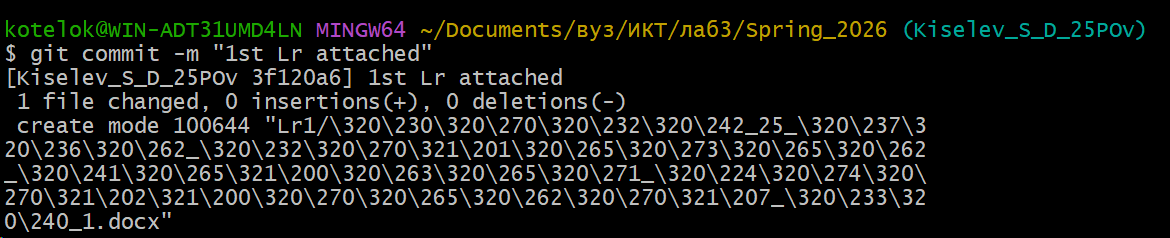 kotelok@WIN-ADT31UMD4LN MINGW64 ~/Documents/вуз/ИКТ/лаб3/Spring_2026 (Kiselev_S_D_25POv)
$ git commit -m "1st Lr attached"
[Kiselev_S_D_25POv 3f120a6] 1st Lr attached
 1 file changed, 0 insertions(+), 0 deletions(-)
 create mode 100644 "Lr1/\320\230\320\270\320\232\320\242_25_\320\237\3
20\236\320\262_\320\232\320\270\321\201\320\265\320\273\320\265\320\262
_\320\241\320\265\321\200\320\263\320\265\320\271_\320\224\320\274\320\
270\321\202\321\200\320\270\320\265\320\262\320\270\321\207_\320\233\32
0\240_1.docx"